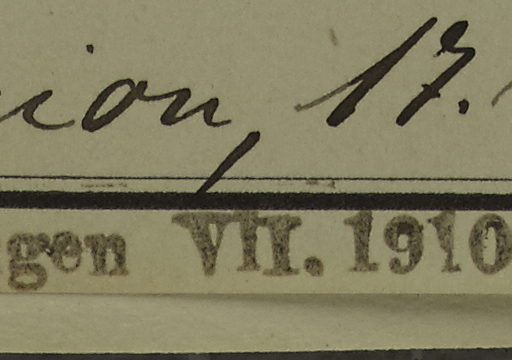 ion, 17.
gen VII. 1910